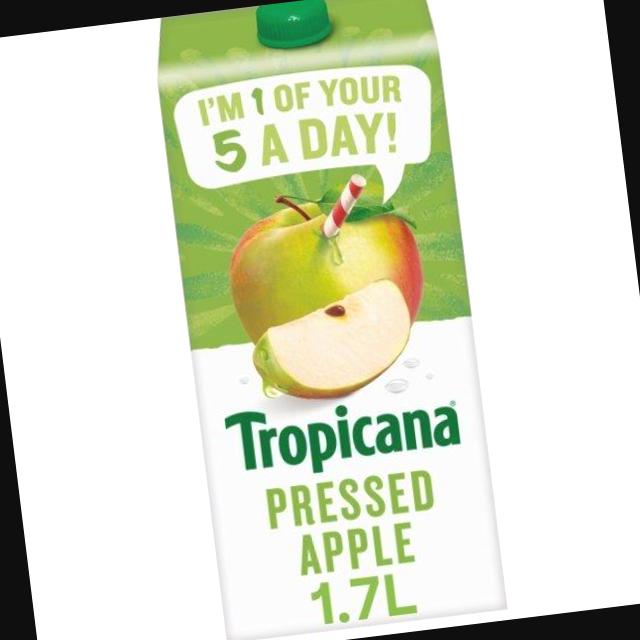 I'M 1 OF YOUR
5 A DAY!
Tropicana®
PRESSED
APPLE
1.7L